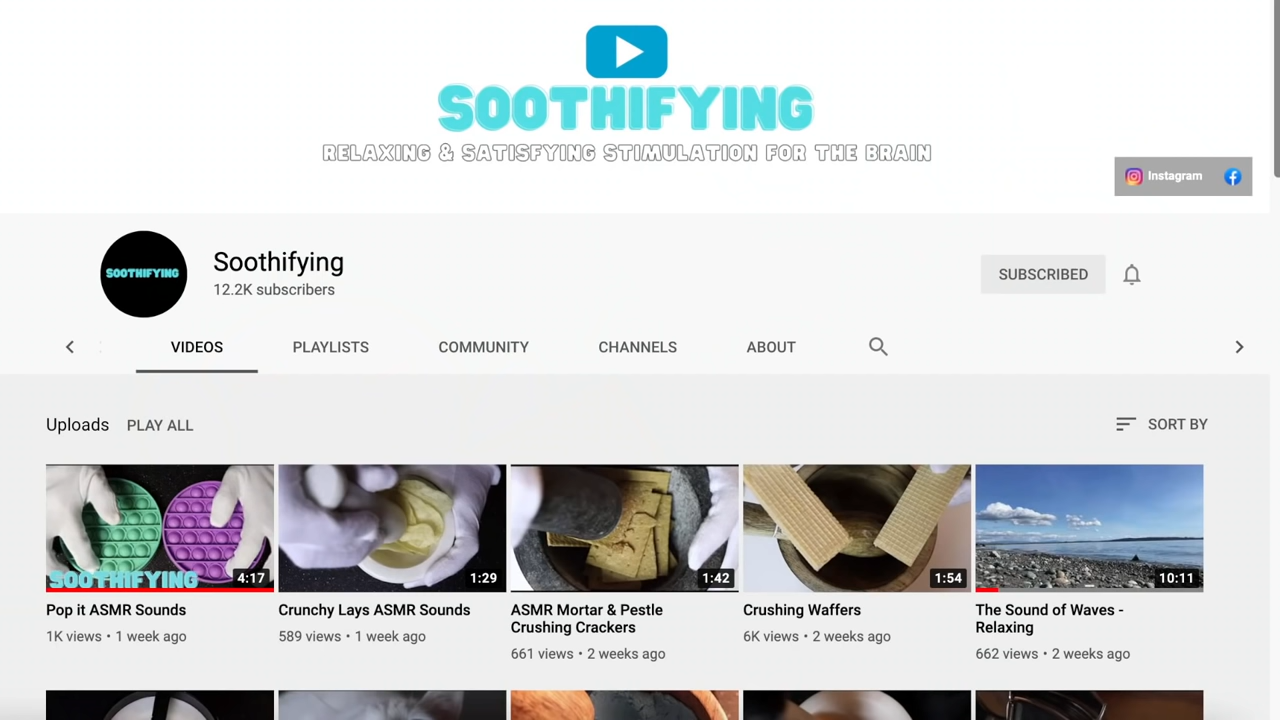 SOOTHIFYING
RELAXING & SATISFYING STIMULATION FOR THE BRAIN
Instagram
SOOTHIFYING
Soothifying
12.2K subscribers
SUBSCRIBED
VIDEOS PLAYLISTS COMMUNITY CHANNELS ABOUT
Uploads PLAY ALL SORT BY
SOOTHIFYING
4:17 1:29 1:42 1:54 10:11
Pop it ASMR Sounds
1K views • 1 week ago
Crunchy Lays ASMR Sounds
589 views • 1 week ago
ASMR Mortar & Pestle
Crushing Crackers
661 views • 2 weeks ago
Crushing Waffers
6K views • 2 weeks ago
The Sound of Waves -
Relaxing
662 views • 2 weeks ago